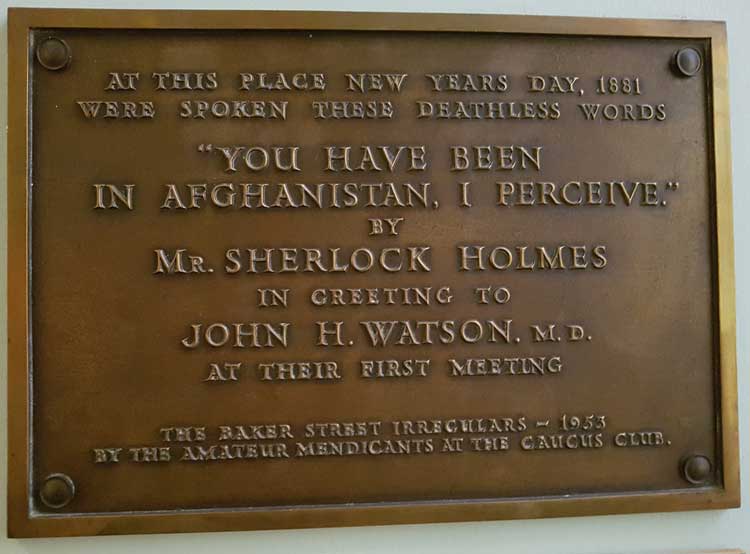 AT THIS PLACE NEW YEARS DAY, 1881
WERE SPOKEN THESE DEATHLESS WORDS
"YOU HAVE BEEN
IN AFGHANISTAN, I PERCEIVE."
BY
MR. SHERLOCK HOLMES
IN GREETING TO
JOHN H. WATSON, M.D.
AT THEIR FIRST MEETING
THE BAKER STREET IRREGULARS – 1953
BY THE AMATEUR MENDICANTS AT THE CAUCUS CLUB.